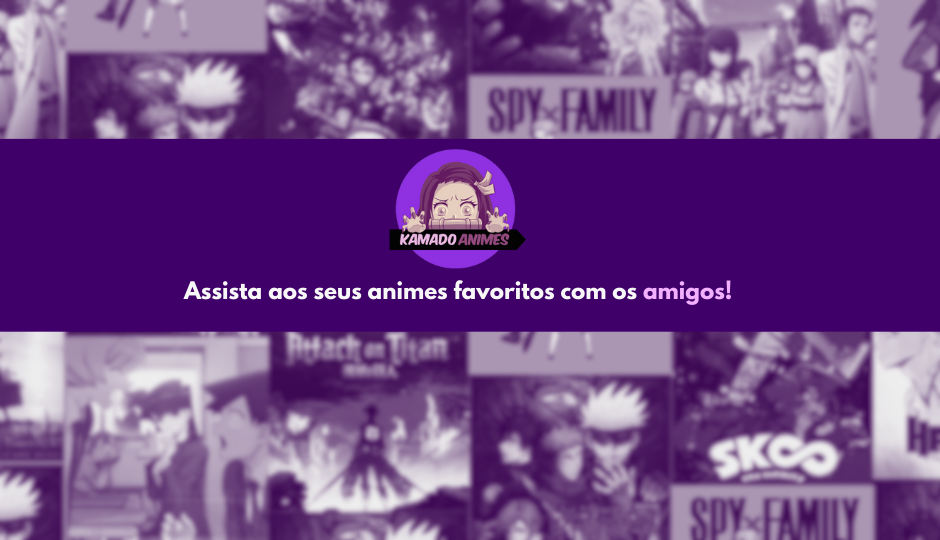 SPY×FAMILY
KAMADO ANIMES
Assista aos seus animes favoritos com os amigos!
Attack on Titan
SK∞
SPY×FAMILY